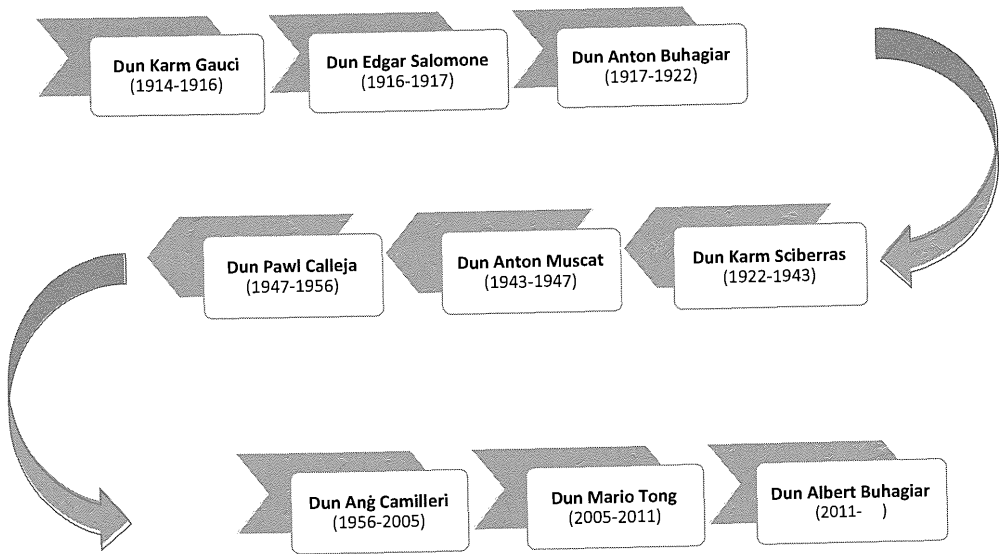 Dun Karm Gauci
(1914-1916)
Dun Edgar Salomone
(1916-1917)
Dun Anton Buhagiar
(1917-1922)
Dun Karm Sciberras
(1922-1943)
Dun Anton Muscat
(1943-1947)
Dun Pawl Calleja
(1947-1956)
Dun Anġ Camilleri
(1956-2005)
Dun Mario Tong
(2005-2011)
Dun Albert Buhagiar
(2011- )